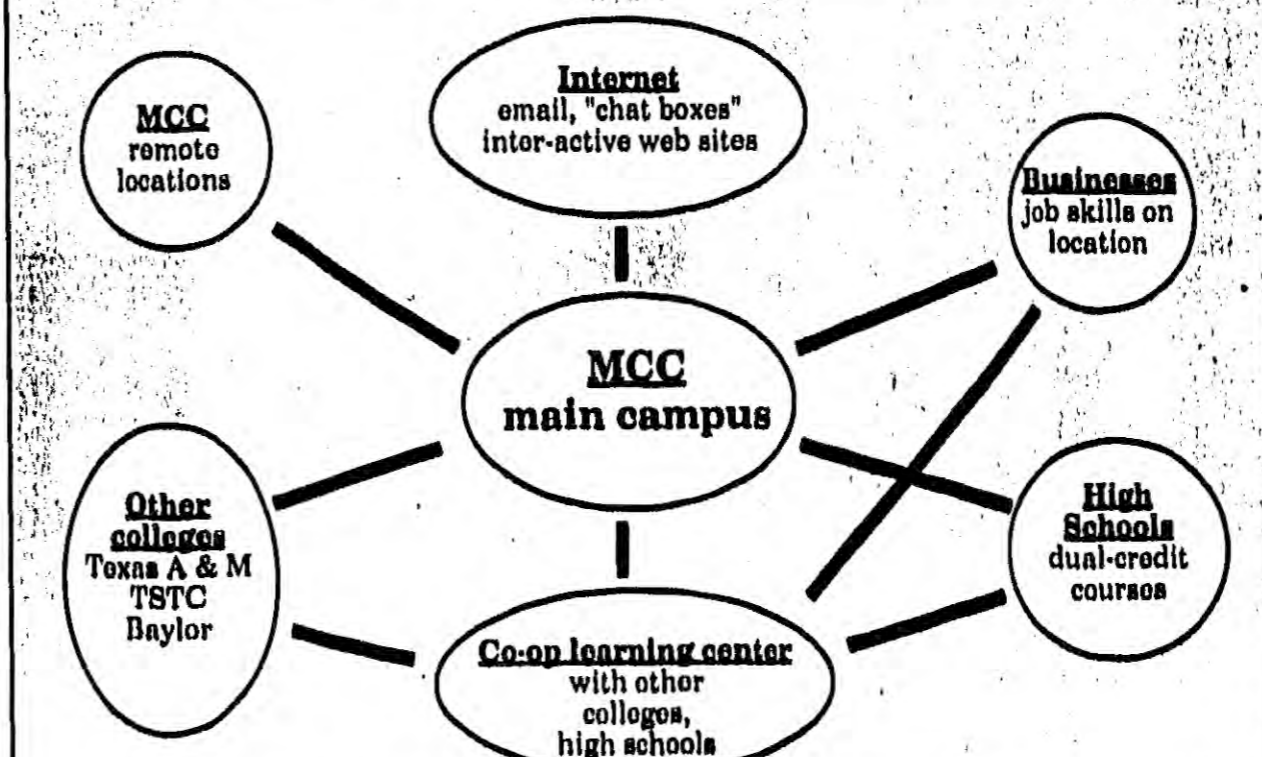 MCC
remote
locations
Internet
email, "chat boxes"
inter-active web sites
Businesses
job skills on
location
MCC
main campus
Other
colleges
Texas A & M
TSTC
Baylor
High
Schools
dual-credit
courses
Co-op learning center
with other
colleges,
high schools